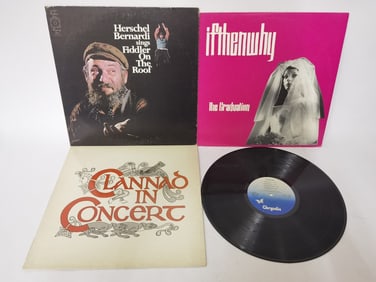 Herschel
Bernardi
sings
Fiddler
On The
Roof
ifthenwhy
the Graduation
Clannad
in
Concert
Chrysalis